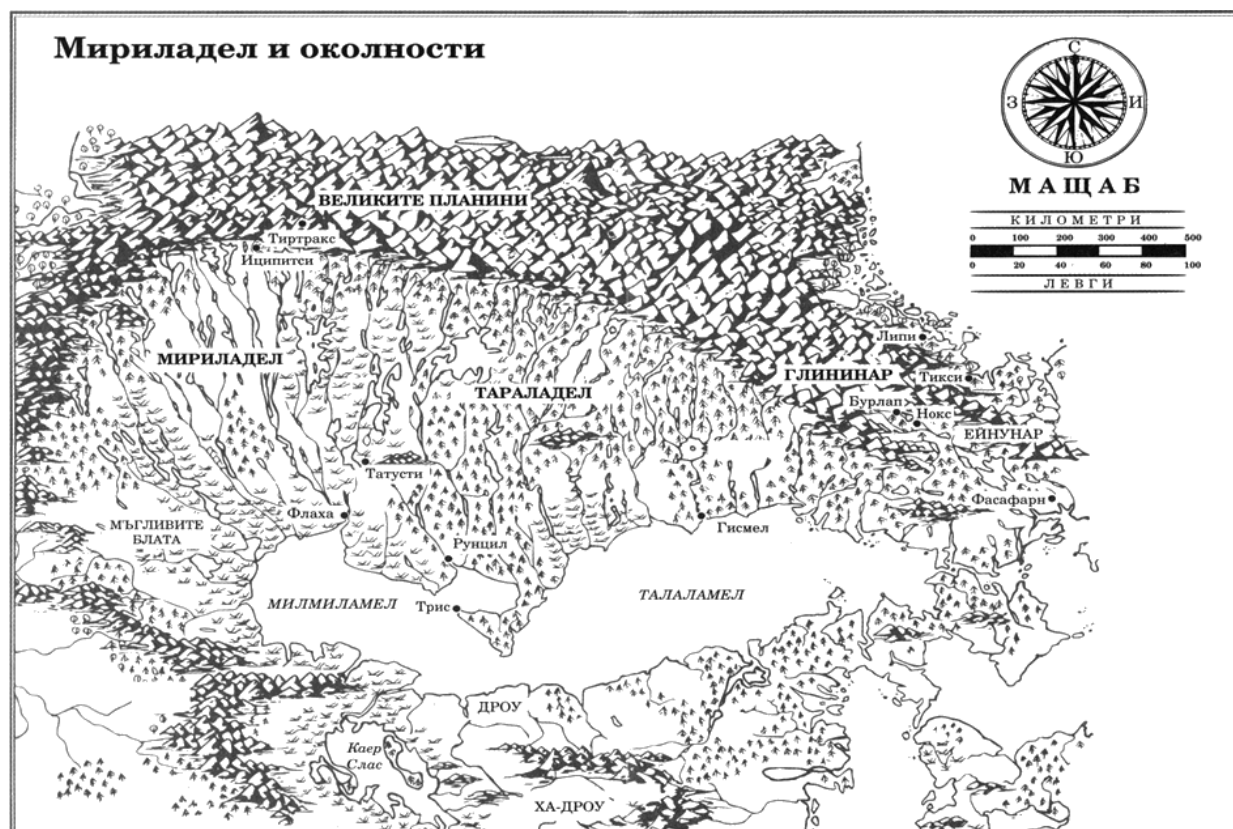 Мириладел и околности
С
З
И
Ю
МАЩАБ
КИЛОМЕТРИ
0 100 200 300 400 500
0 20 40 60 80 100
ЛЕВГИ
ВЕЛИКИТЕ ПЛАНИНИ
Тиртракс
Иципитси
МИРИЛАДЕЛ
ТАРАЛАДЕЛ
ГЛИНИНАР
Липи
Тикси
Бурлап
Нокс
ЕЙНУНАР
Татусти
Флаха
Гисмел
Фасафарн
МЪГЛИВИТЕ
БЛАТА
Рунцил
МИЛМИЛАМЕЛ
Трис
ТАЛАЛАМЕЛ
ДРОУ
Каер
Слас
ХА-ДРОУ